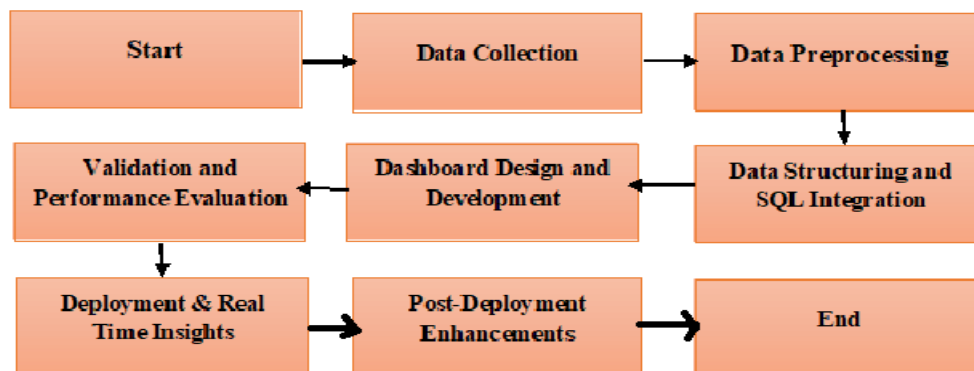 Start
Data Collection
Data Preprocessing
Data Structuring and
SQL Integration
Dashboard Design and
Development
Validation and
Performance Evaluation
Deployment & Real
Time Insights
Post-Deployment
Enhancements
End